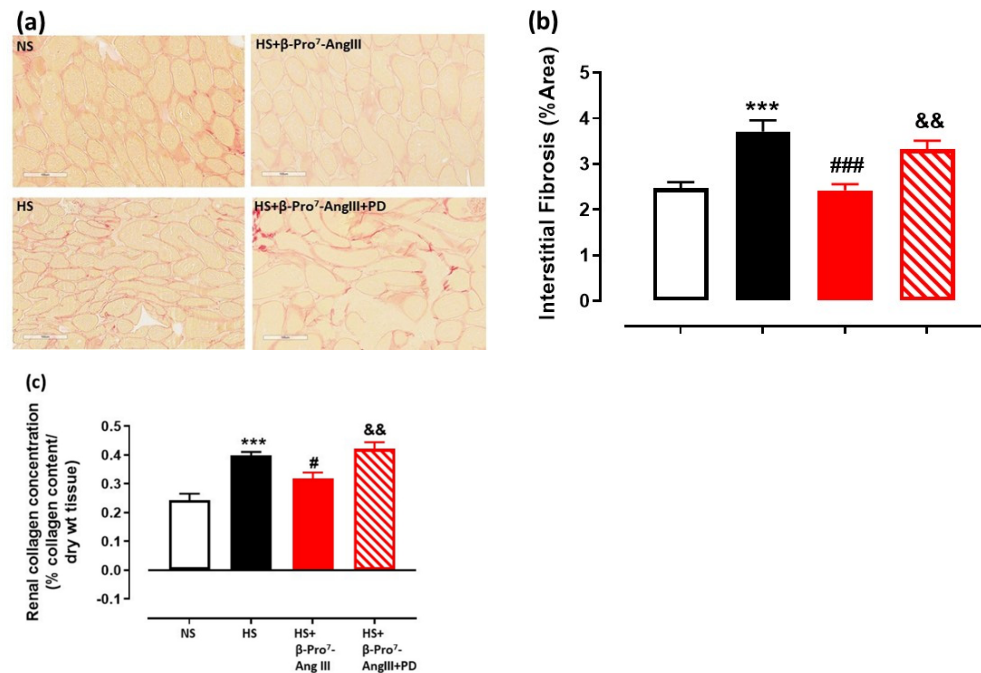 (a)
NS
HS+β-Pro⁷-AngIII
HS
HS+β-Pro⁷-AngIII+PD
(b)
Interstitial Fibrosis (% Area)
5
4
3
2
1
0
***
###
&&
(c)
Renal collagen concentration
(% collagen content/
dry wt tissue)
0.5
0.4
0.3
0.2
0.1
0.0
-0.1
***
#
&&
NS
HS
HS+
β-Pro⁷-
Ang III
HS+
β-Pro⁷-
AngIII+PD